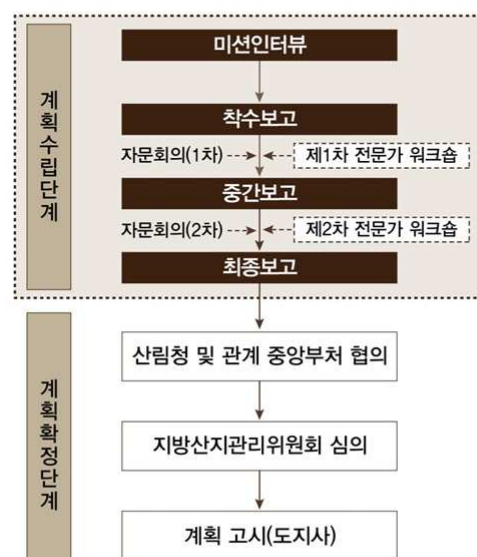 계획수립단계
미션인터뷰
착수보고
자문회의(1차)
제1차 전문가 워크숍
중간보고
자문회의(2차)
제2차 전문가 워크숍
최종보고
계획확정단계
산림청 및 관계 중앙부처 협의
지방산지관리위원회 심의
계획 고시(도지사)